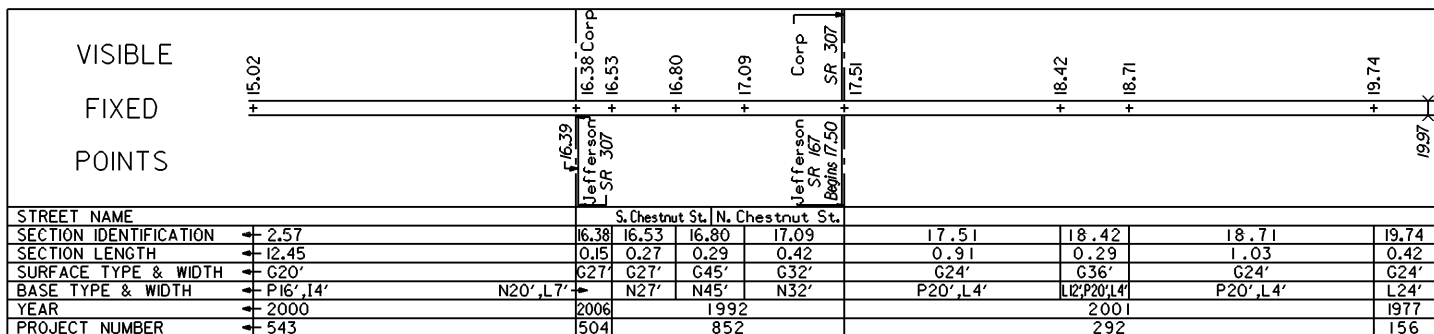 VISIBLE
FIXED
POINTS
15.02
16.38 Corp
16.53
16.80
17.09
Corp
SR 307
17.51
18.42
18.71
19.74
16.39
Jefferson
SR 307
Jefferson
SR 167
Begins 17.50
19.97
STREET NAME S. Chestnut St. N. Chestnut St.
SECTION IDENTIFICATION 2.57 16.38 16.53 16.80 17.09 17.51 18.42 18.71 19.74
SECTION LENGTH 12.45 0.15 0.27 0.29 0.42 0.91 0.29 1.03 0.42
SURFACE TYPE & WIDTH G20' G27' G27' G45' G32' G24' G36' G24' G24'
BASE TYPE & WIDTH P16',I4' N20',L7' N27' N45' N32' P20',L4' L12',P20',L4' P20',L4' L24'
YEAR 2000 2006 1992 2001 1977
PROJECT NUMBER 543 504 852 292 156